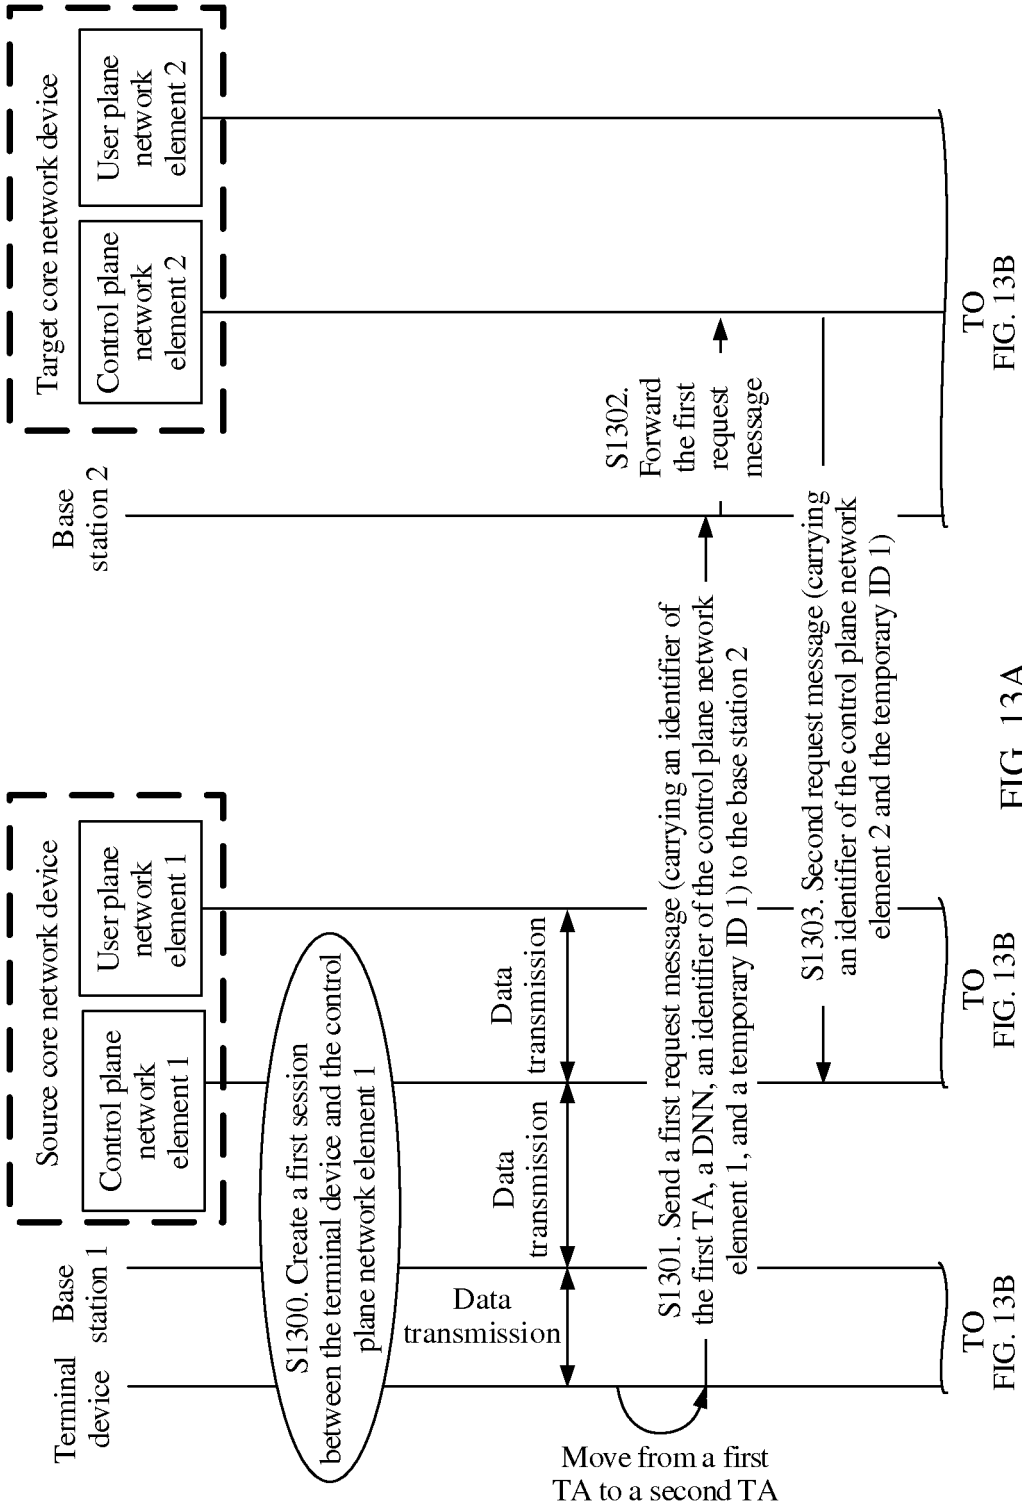 Terminal
device
Base
station 1
Source core network device
Control plane
network
element 1
User plane
network
element 1
Base
station 2
Target core network device
Control plane
network
element 2
User plane
network
element 2
S1300. Create a first session
between the terminal device and the control
plane network element 1
Data
transmission
Data
transmission
Data
transmission
Move from a first
TA to a second TA
S1301. Send a first request message (carrying an identifier of
the first TA, a DNN, an identifier of the control plane network
element 1, and a temporary ID 1) to the base station 2
S1302.
Forward
the first
request
message
S1303. Second request message (carrying
an identifier of the control plane network
element 2 and the temporary ID 1)
TO
FIG. 13B
TO
FIG. 13B
TO
FIG. 13B
FIG. 13A